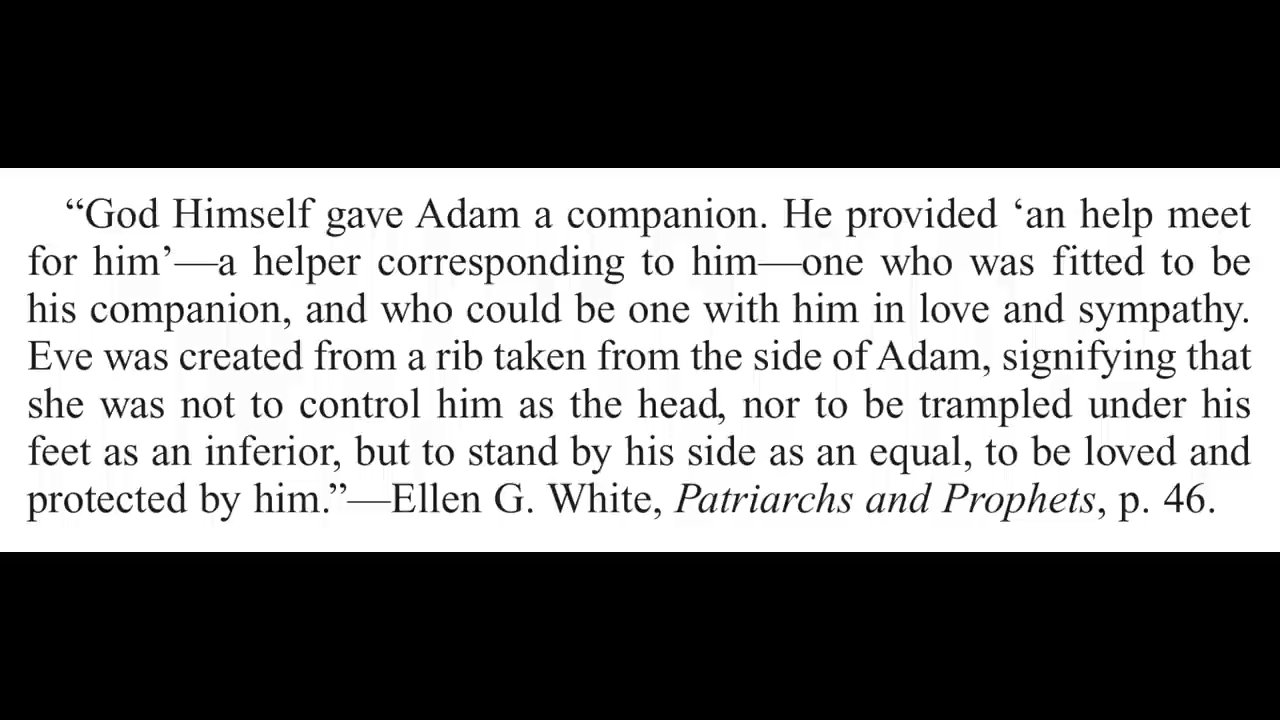 “God Himself gave Adam a companion. He provided ‘an help meet
for him’—a helper corresponding to him—one who was fitted to be
his companion, and who could be one with him in love and sympathy.
Eve was created from a rib taken from the side of Adam, signifying that
she was not to control him as the head, nor to be trampled under his
feet as an inferior, but to stand by his side as an equal, to be loved and
protected by him.”—Ellen G. White, Patriarchs and Prophets, p. 46.